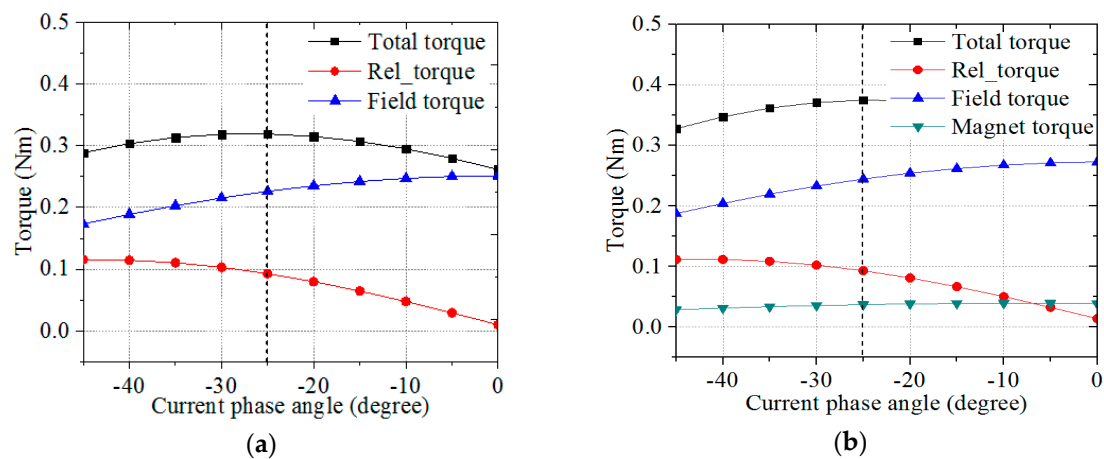 0.5
0.4
0.3
0.2
0.1
0.0
Torque (Nm)
Total torque
Rel_torque
Field torque
-40
-30
-20
-10
0
Current phase angle (degree)
(a)
0.5
0.4
0.3
0.2
0.1
0.0
Torque (Nm)
Total torque
Rel_torque
Field torque
Magnet torque
-40
-30
-20
-10
0
Current phase angle (degree)
(b)